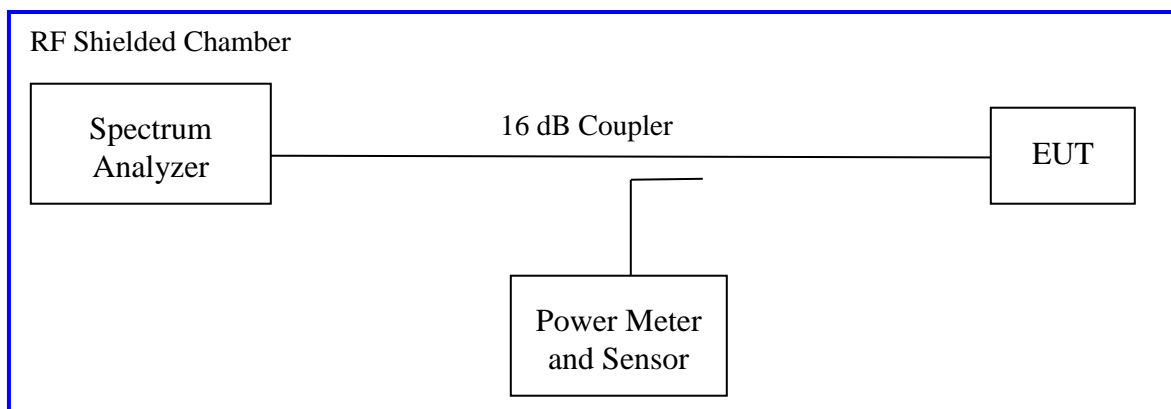 RF Shielded Chamber
Spectrum
Analyzer
16 dB Coupler
EUT
Power Meter
and Sensor